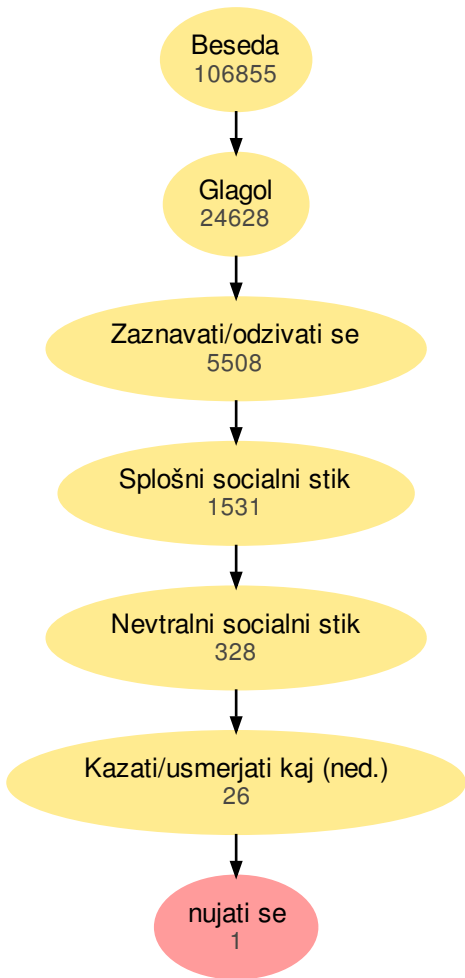 Beseda
106855
Glagol
24628
Zaznavati/odzivati se
5508
Splošni socialni stik
1531
Nevtralni socialni stik
328
Kazati/usmerjati kaj (ned.)
26
nujati se
1